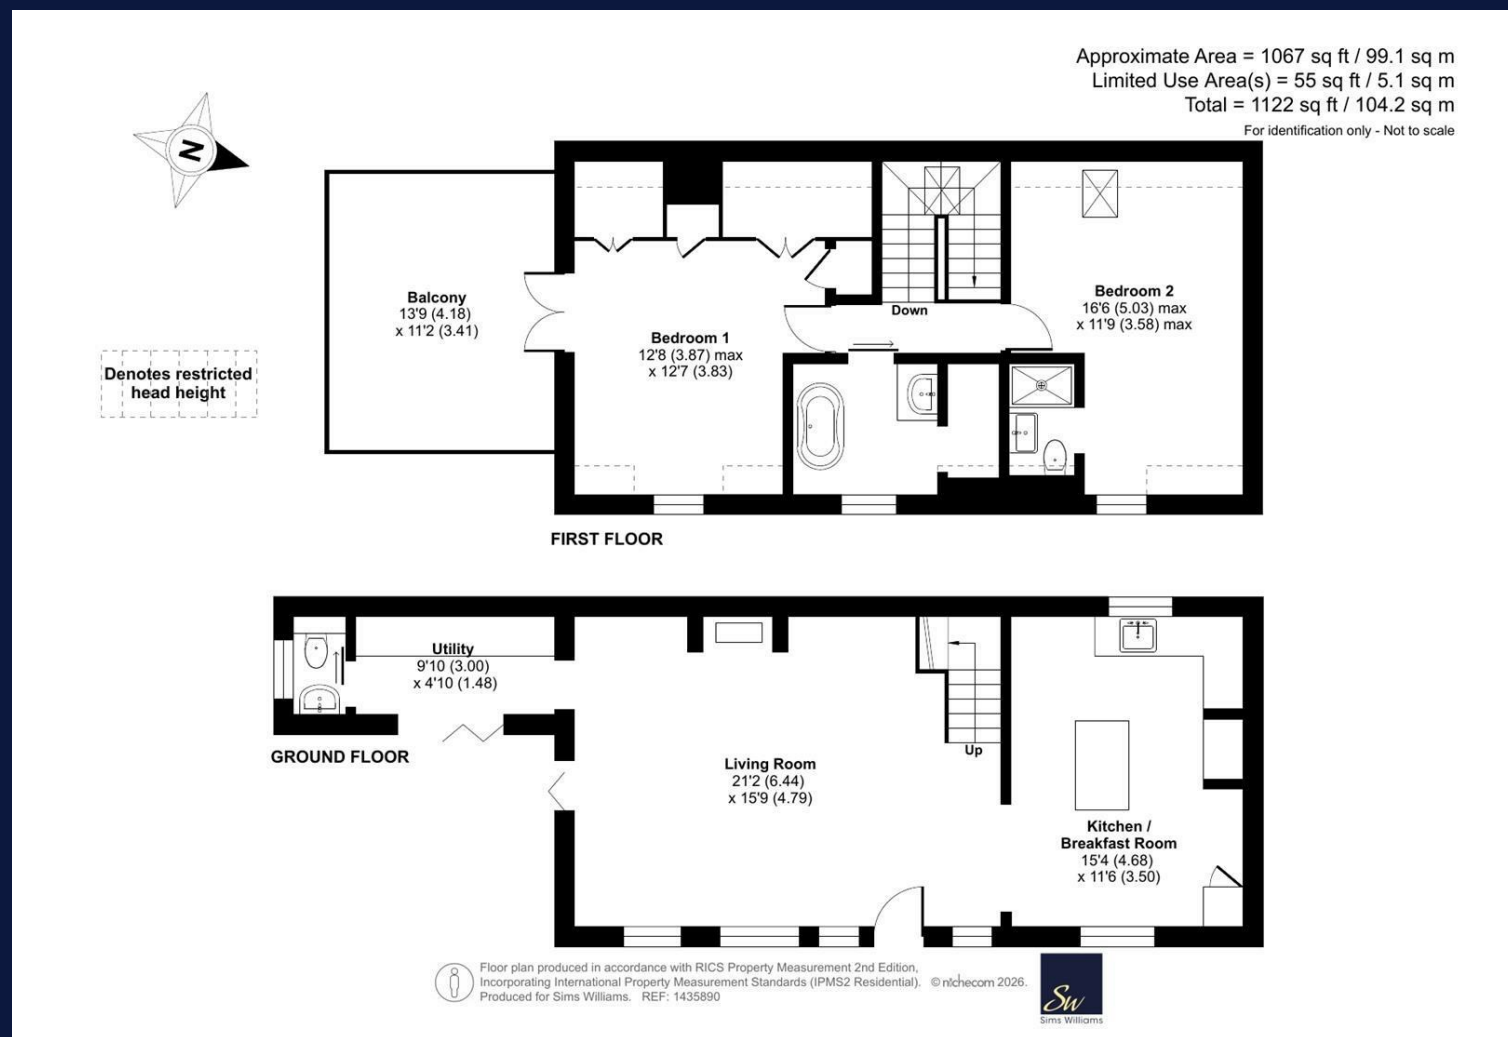 Approximate Area = 1067 sq ft / 99.1 sq m
Limited Use Area(s) = 55 sq ft / 5.1 sq m
Total = 1122 sq ft / 104.2 sq m
For identification only - Not to scale
N
Balcony
13'9 (4.18)
x 11'2 (3.41)
Bedroom 1
12'8 (3.87) max
x 12'7 (3.83)
Down
Bedroom 2
16'6 (5.03) max
x 11'9 (3.58) max
Denotes restricted
head height
FIRST FLOOR
Utility
9'10 (3.00)
x 4'10 (1.48)
GROUND FLOOR
Living Room
21'2 (6.44)
x 15'9 (4.79)
Up
Kitchen /
Breakfast Room
15'4 (4.68)
x 11'6 (3.50)
Floor plan produced in accordance with RICS Property Measurement 2nd Edition,
Incorporating International Property Measurement Standards (IPMS2 Residential). © nichecom 2026.
Produced for Sims Williams. REF: 1435890
Sw
Sims Williams